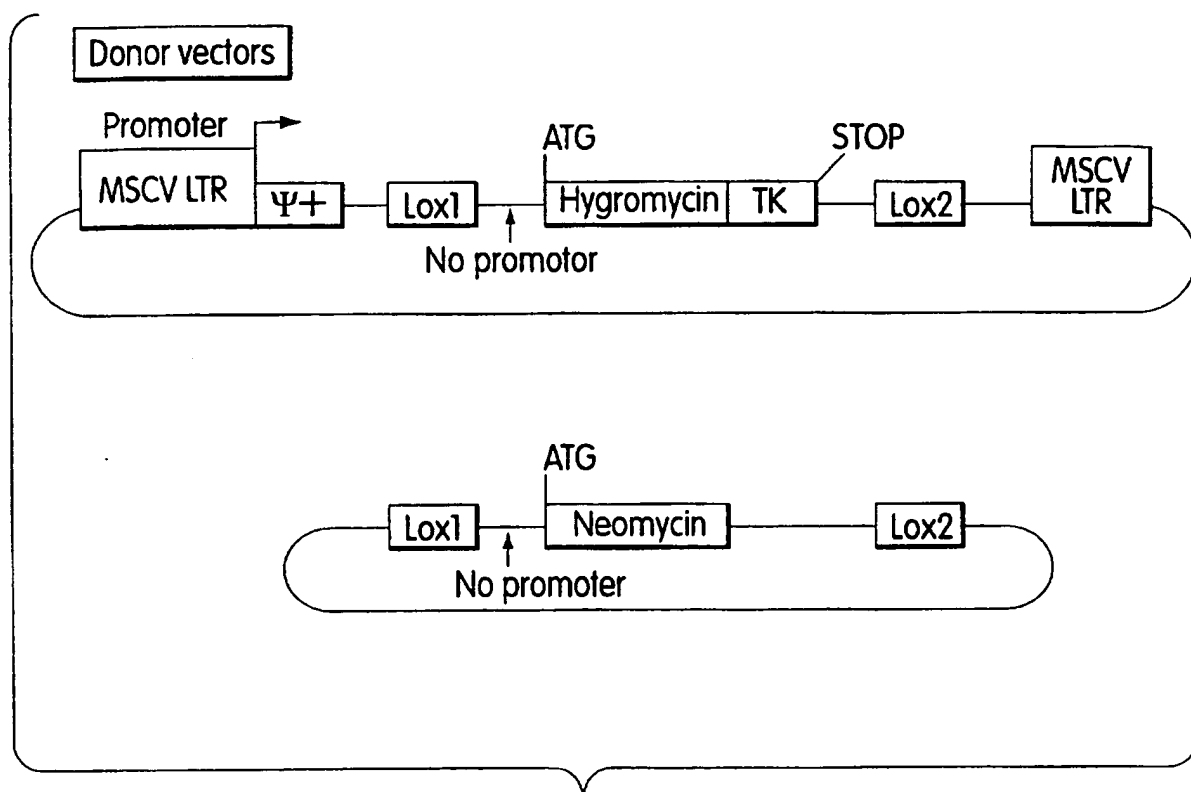 Donor vectors
Promoter
ATG
STOP
MSCV LTR
Ψ+
Lox1
Hygromycin
TK
Lox2
MSCV
LTR
No promotor
ATG
Lox1
Neomycin
Lox2
No promoter